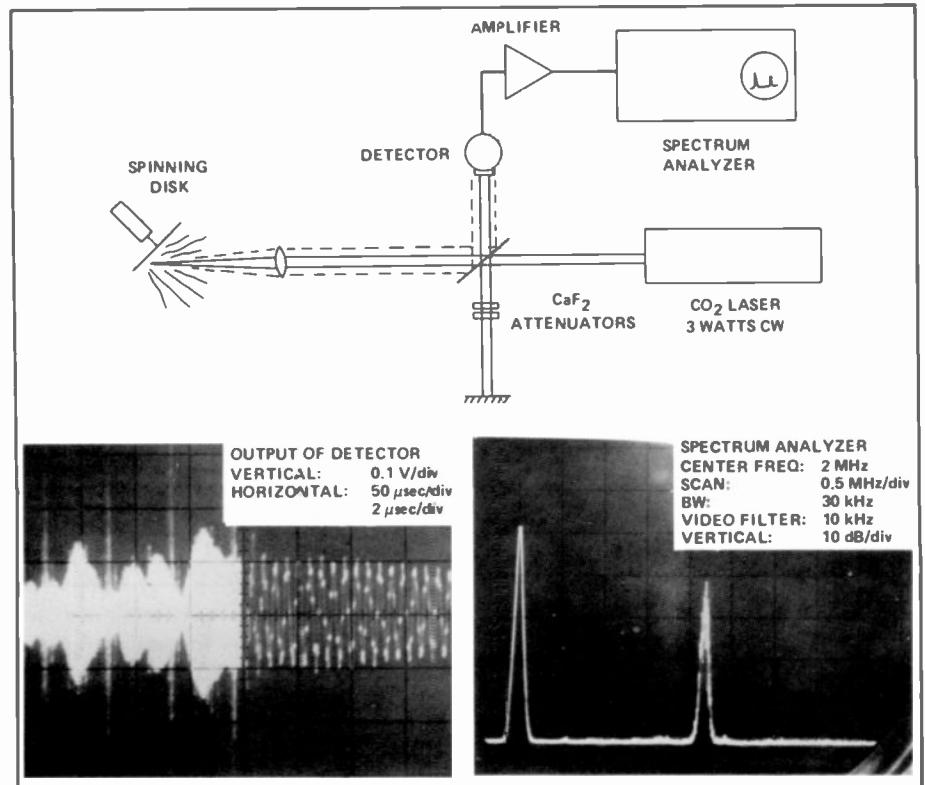 AMPLIFIER
DETECTOR
SPECTRUM
ANALYZER
SPINNING
DISK
CaF2
ATTENUATORS
CO2 LASER
3 WATTS CW
OUTPUT OF DETECTOR
VERTICAL: 0.1 V/div
HORIZONTAL: 50 μsec/div
2 μsec/div
SPECTRUM ANALYZER
CENTER FREQ: 2 MHz
SCAN: 0.5 MHz/div
BW: 30 kHz
VIDEO FILTER: 10 kHz
VERTICAL: 10 dB/div